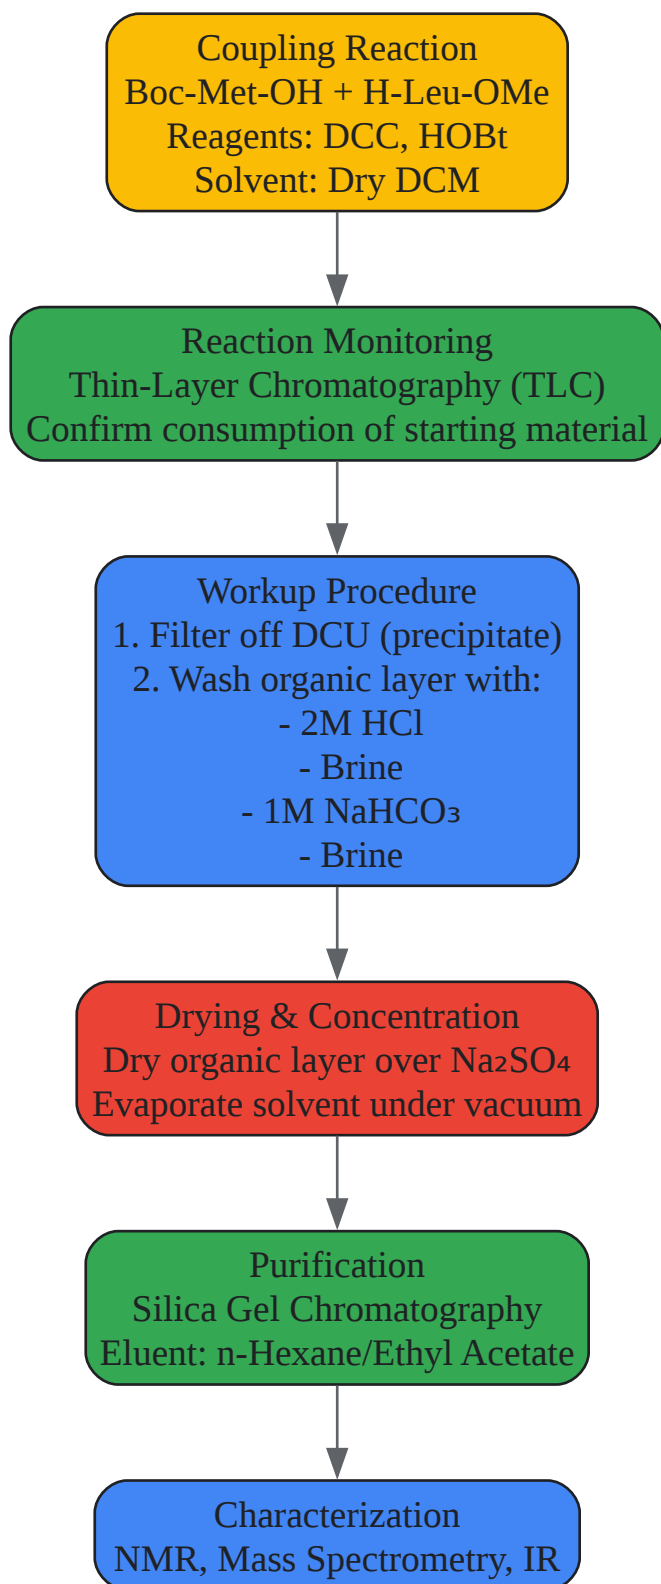 Coupling Reaction
Boc-Met-OH + H-Leu-OMe
Reagents: DCC, HOBt
Solvent: Dry DCM
Reaction Monitoring
Thin-Layer Chromatography (TLC)
Confirm consumption of starting material
Workup Procedure
1. Filter off DCU (precipitate)
2. Wash organic layer with:
- 2M HCl
- Brine
- 1M NaHCO₃
- Brine
Drying & Concentration
Dry organic layer over Na₂SO₄
Evaporate solvent under vacuum
Purification
Silica Gel Chromatography
Eluent: n-Hexane/Ethyl Acetate
Characterization
NMR, Mass Spectrometry, IR